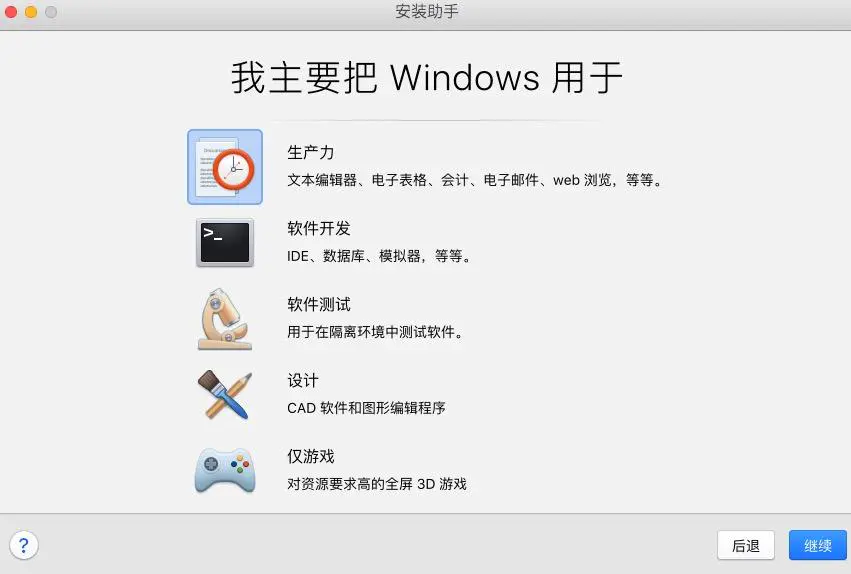 安装助手
我主要把 Windows 用于
生产力
文本编辑器、电子表格、会计、电子邮件、web 浏览，等等。
软件开发
IDE、数据库、模拟器，等等。
软件测试
用于在隔离环境中测试软件。
设计
CAD 软件和图形编辑程序
仅游戏
对资源要求高的全屏 3D 游戏
?
后退
继续